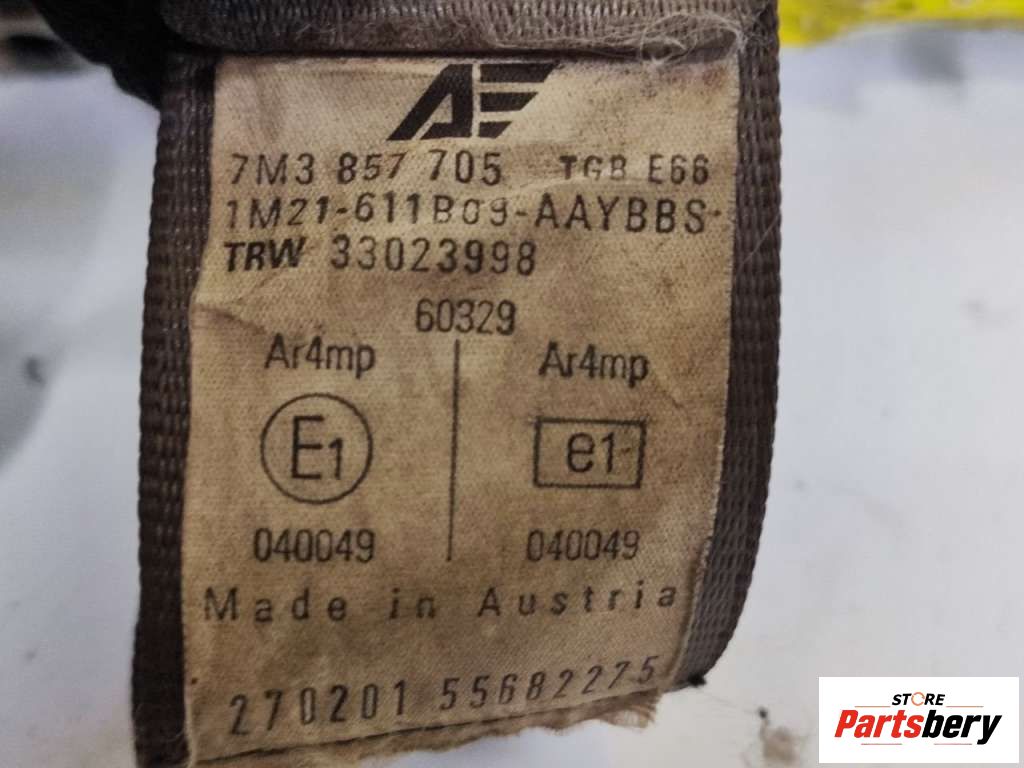 AE
7M3 857 705 TGB E66
1M21-611B09-AAYBBS
TRW 33023998
60329
Ar4mp Ar4mp
E1 e1
040049 040049
Made in Austria
270201 55682275
STORE
Partsbery